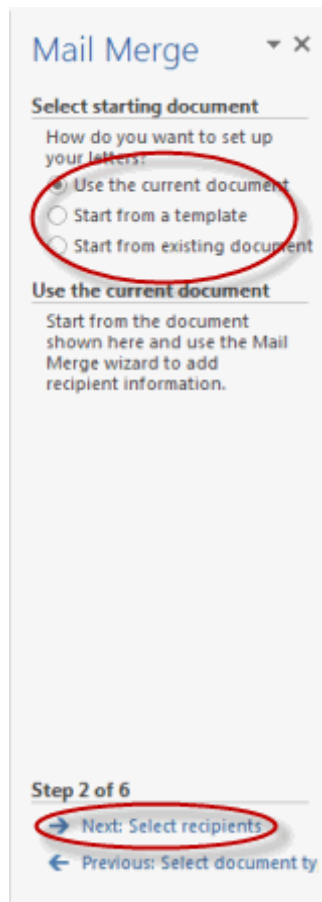 Mail Merge
Select starting document
How do you want to set up
your letters?
Use the current document
Start from a template
Start from existing document
Use the current document
Start from the document
shown here and use the Mail
Merge wizard to add
recipient information.
Step 2 of 6
Next: Select recipients
Previous: Select document ty